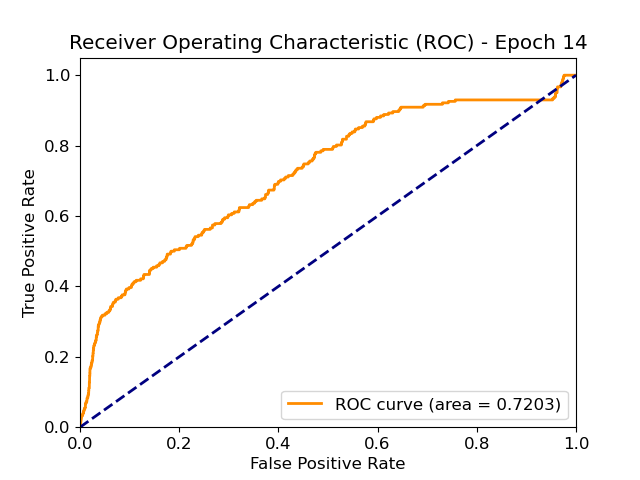 Receiver Operating Characteristic (ROC) - Epoch 14
True Positive Rate
1.0
0.8
0.6
0.4
0.2
0.0
ROC curve (area = 0.7203)
0.0 0.2 0.4 0.6 0.8 1.0
False Positive Rate